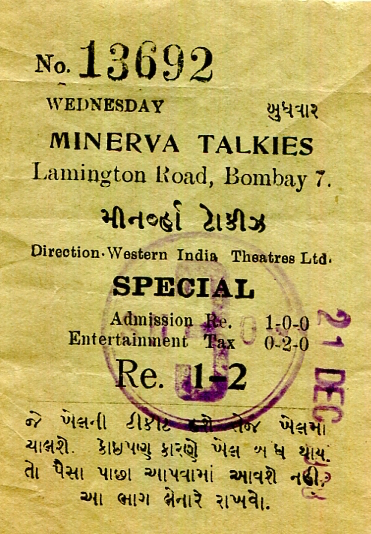 No. 13692
WEDNESDAY બુધવાર
MINERVA TALKIES
Lamington Road, Bombay 7.
મીનર્વ્હા ટોકીઝ
Direction·Western India Theatres Ltd.
SPECIAL
Admission Re. 1-0-0
Entertainment Tax 0-2-0
Re. 1-2
21 DEC
જે ખેલની ટીકીટ હશે તેજ ખેલમાં
ચાલશે. કોઇપણ કારણે ખેલ બંધ થાય.
તો પૈસા પાછા આપવામાં આવશે નહી.
આ ભાગ લેનારે રાખવો.